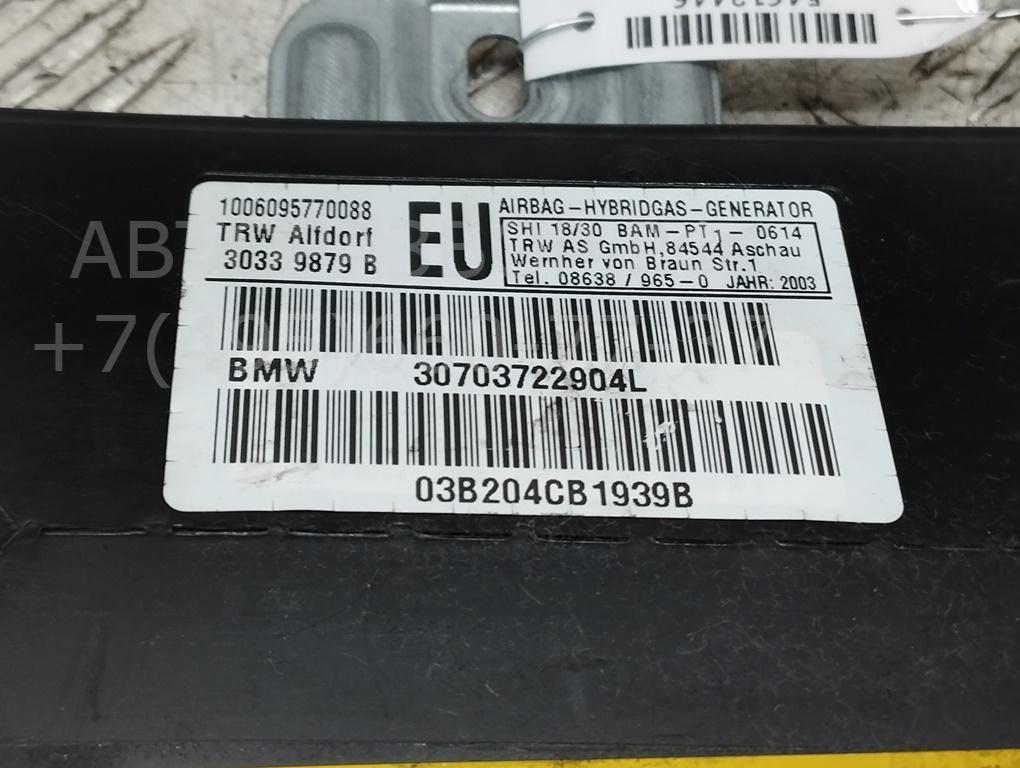 1006095770088
TRW Alfdorf
3033 9879 B
EU
AIRBAG-HYBRIDGAS-GENERATOR
SHI 18/30 BAM-PT1- 0614
TRW AS GmbH,84544 Aschau
Wernher von Braun Str.1
Tel. 08638 / 965-0 JAHR: 2003
BMW 30703722904L
03B204CB1939B